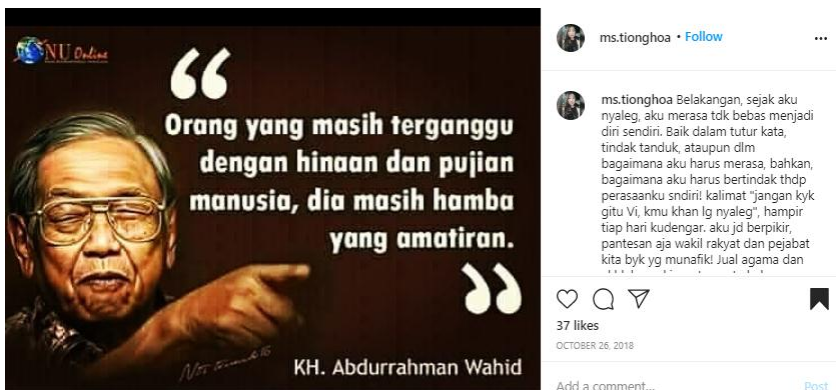 NU Online
“
Orang yang masih terganggu
dengan hinaan dan pujian
manusia, dia masih hamba
yang amatiran.
”
KH. Abdurrahman Wahid
ms.tionghoa • Follow
...
ms.tionghoa Belakangan, sejak aku
nyaleg, aku merasa tdk bebas menjadi
diri sendiri. Baik dalam tutur kata,
tindak tanduk, ataupun dlm
bagaimana aku harus merasa, bahkan,
bagaimana aku harus bertindak thdp
perasaanku sndiri! kalimat "jangan kyk
gitu Vi, kmu khan lg nyaleg", hampir
tiap hari kudengar. aku jd berpikir,
pantesan aja wakil rakyat dan pejabat
kita byk yg munafik! Jual agama dan
37 likes
OCTOBER 26, 2018
Add a comment...
Post